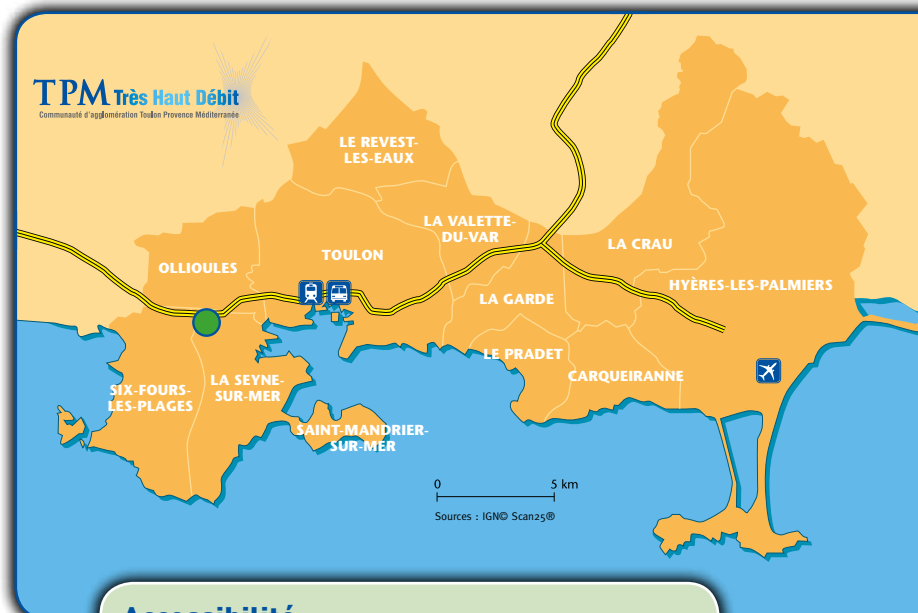 TPM Très Haut Débit
Communauté d'agglomération Toulon Provence Méditerranée
LE REVEST-
LES-EAUX
LA VALETTE-
DU-VAR
LA CRAU
TOULON
OLLIOULES
HYÈRES-LES-PALMIERS
LA GARDE
LE PRADET
CARQUEIRANNE
SIX-FOURS-
LES-PLAGES
LA SEYNE-
SUR-MER
SAINT-MANDRIER-
SUR-MER
0 5 km
Sources : IGN© Scan25®
Accessibilité